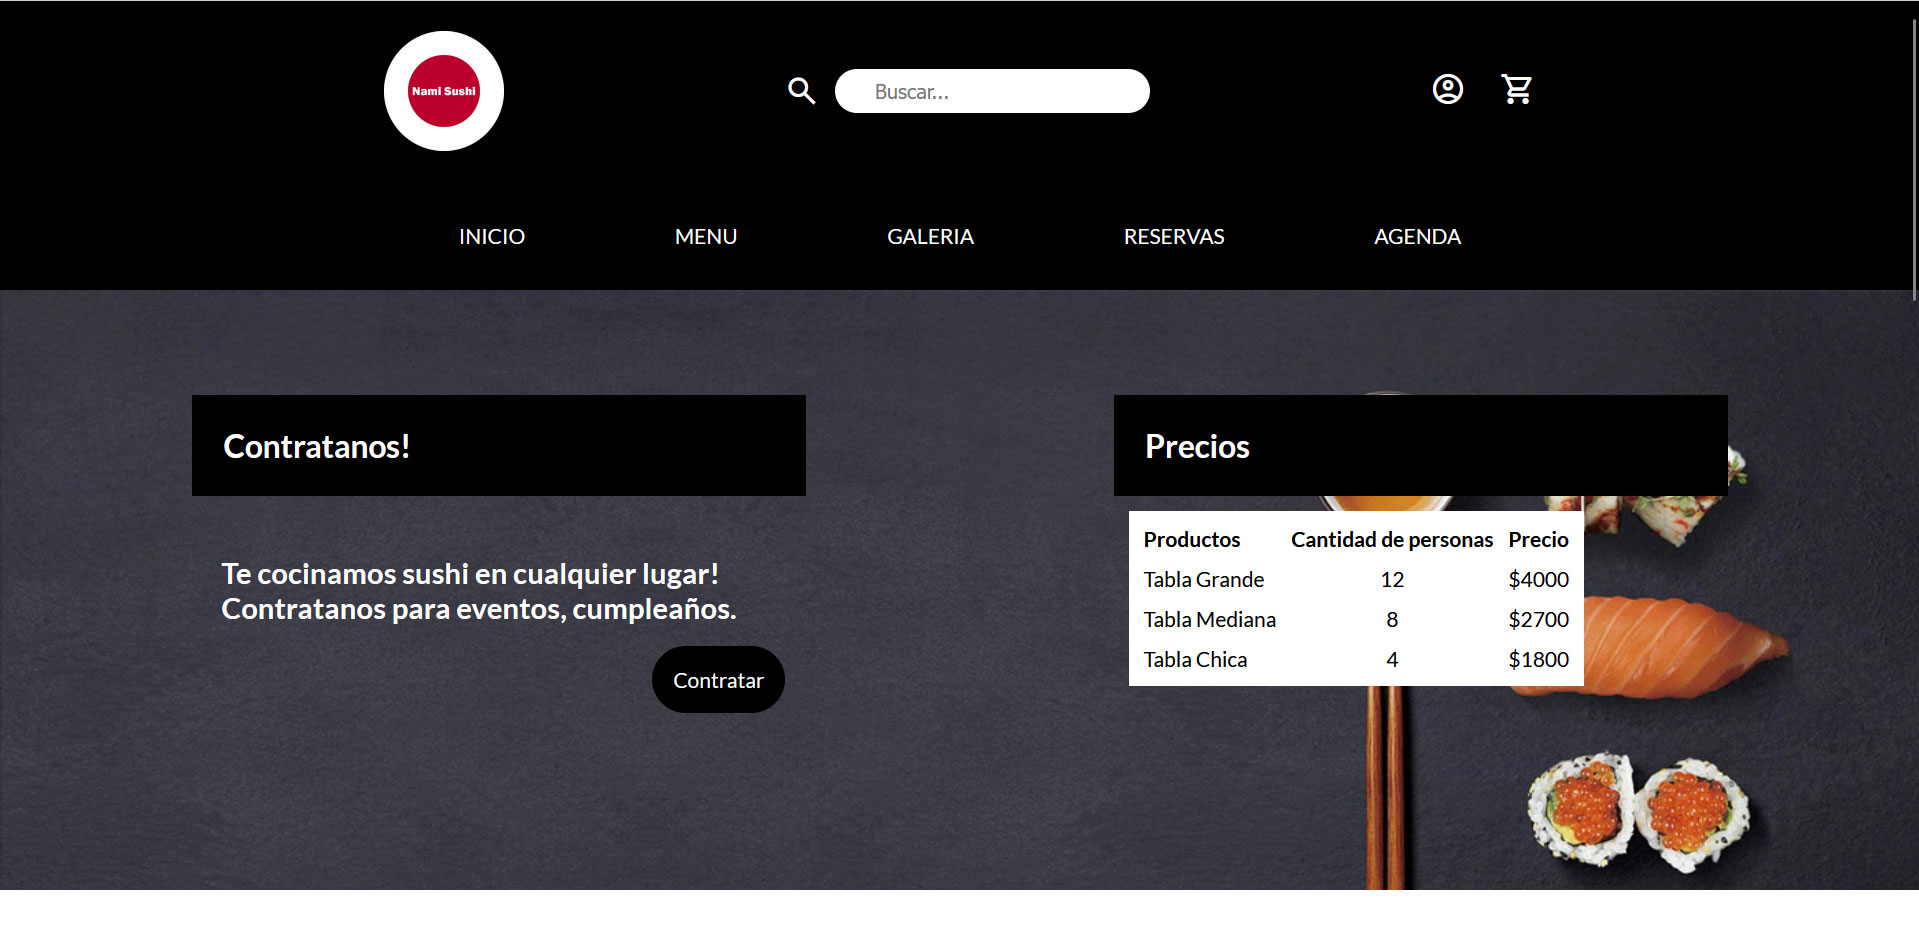 Nami Sushi
Buscar...
INICIO MENU GALERIA RESERVAS AGENDA
Contratanos!
Te cocinamos sushi en cualquier lugar!
Contratanos para eventos, cumpleaños.
Contratar
Precios
Productos Cantidad de personas Precio
Tabla Grande 12 $4000
Tabla Mediana 8 $2700
Tabla Chica 4 $1800